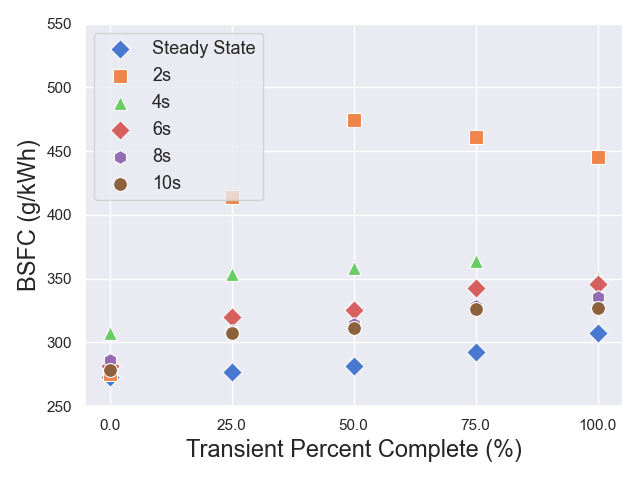 550
500
450
400
350
300
250
BSFC (g/kWh)
Steady State
2s
4s
6s
8s
10s
0.0 25.0 50.0 75.0 100.0
Transient Percent Complete (%)